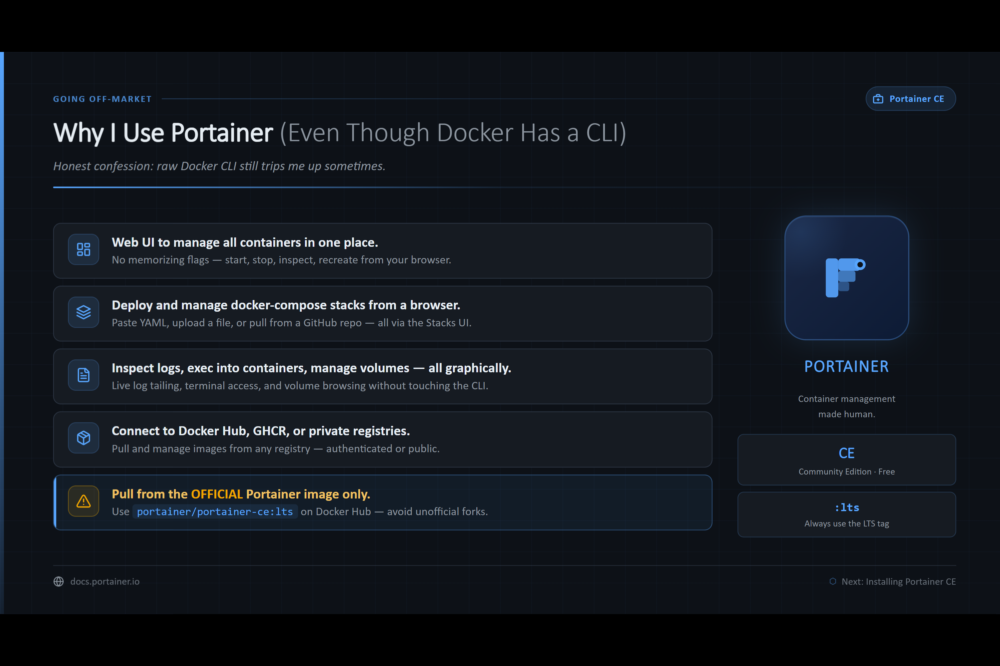 GOING OFF-MARKET
Portainer CE
Why I Use Portainer (Even Though Docker Has a CLI)
Honest confession: raw Docker CLI still trips me up sometimes.
Web UI to manage all containers in one place.
No memorizing flags — start, stop, inspect, recreate from your browser.
Deploy and manage docker-compose stacks from a browser.
Paste YAML, upload a file, or pull from a GitHub repo — all via the Stacks UI.
Inspect logs, exec into containers, manage volumes — all graphically.
Live log tailing, terminal access, and volume browsing without touching the CLI.
Connect to Docker Hub, GHCR, or private registries.
Pull and manage images from any registry — authenticated or public.
Pull from the OFFICIAL Portainer image only.
Use portainer/portainer-ce:lts on Docker Hub — avoid unofficial forks.
PORTAINER
Container management
made human.
CE
Community Edition · Free
:lts
Always use the LTS tag
docs.portainer.io
Next: Installing Portainer CE